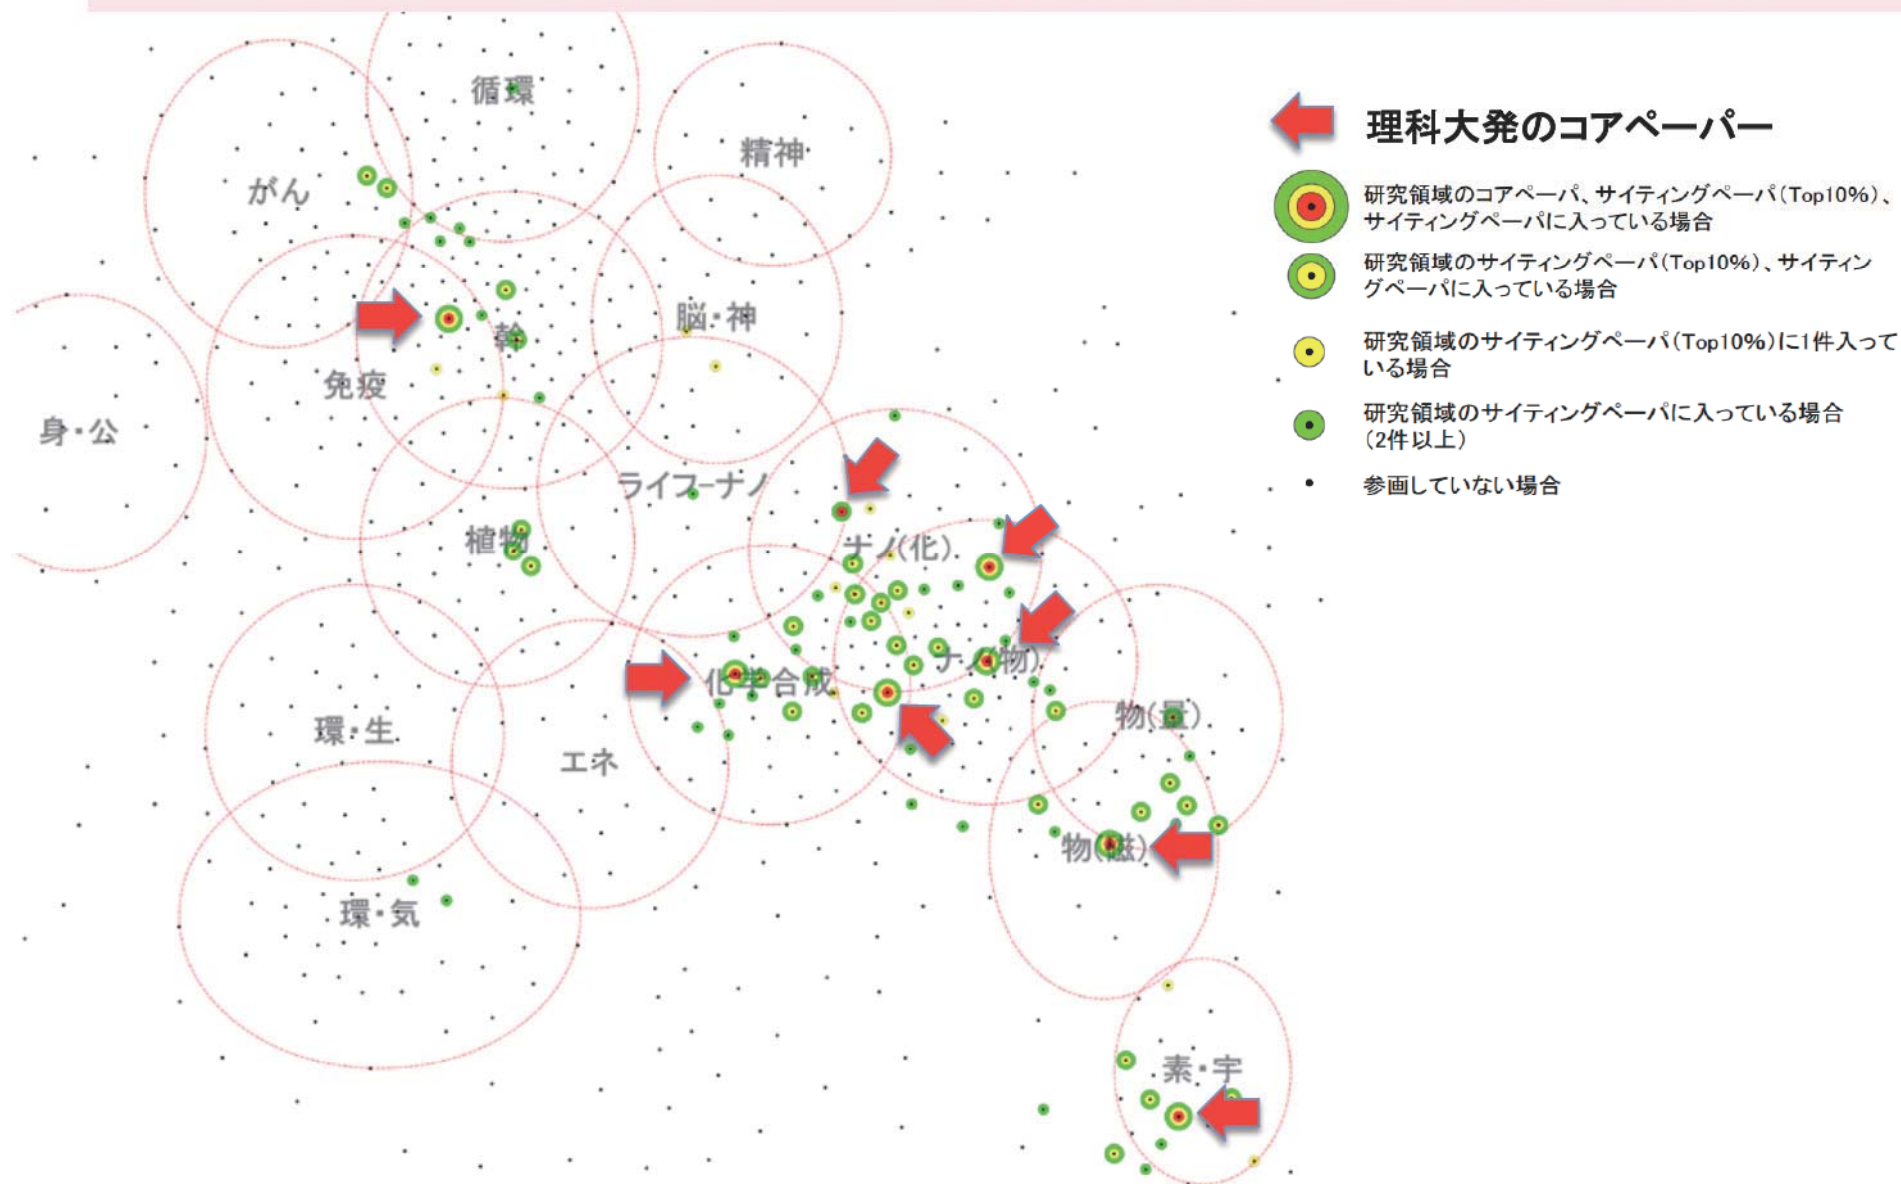 循環
精神
がん
脳・神
幹
免疫
身・公
ライフ-ナノ
植物
ナノ(化)
ナノ(物)
化学合成
物(量)
環・生
エネ
物(磁)
環・気
素・宇
理科大発のコアペーパー
研究領域のコアペーパ、サイティングペーパ(Top10%)、
サイティングペーパに入っている場合
研究領域のサイティングペーパ(Top10%)、サイティン
グペーパに入っている場合
研究領域のサイティングペーパ(Top10%)に1件入って
いる場合
研究領域のサイティングペーパに入っている場合
(2件以上)
参画していない場合